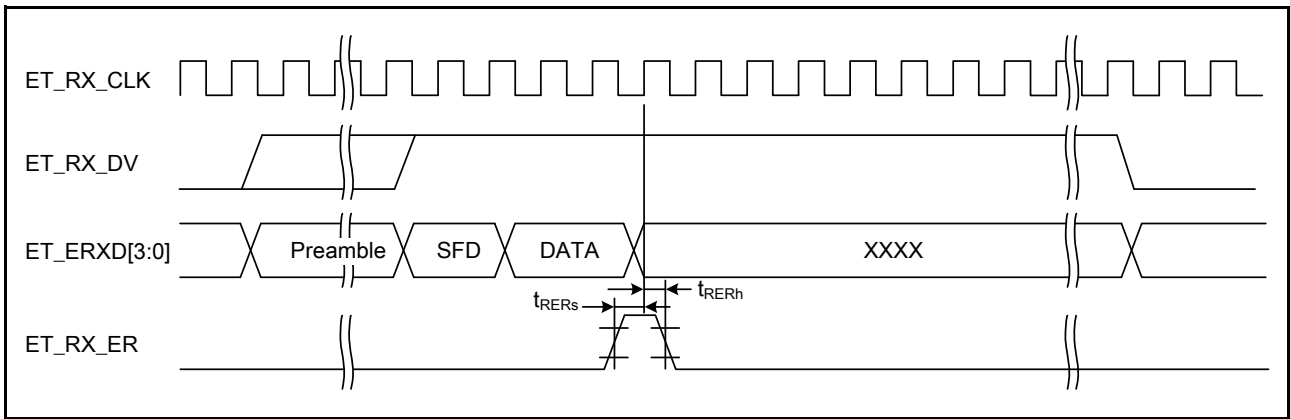 ET_RX_CLK
ET_RX_DV
ET_ERXD[3:0]
Preamble SFD DATA XXXX
tRERs tRERh
ET_RX_ER